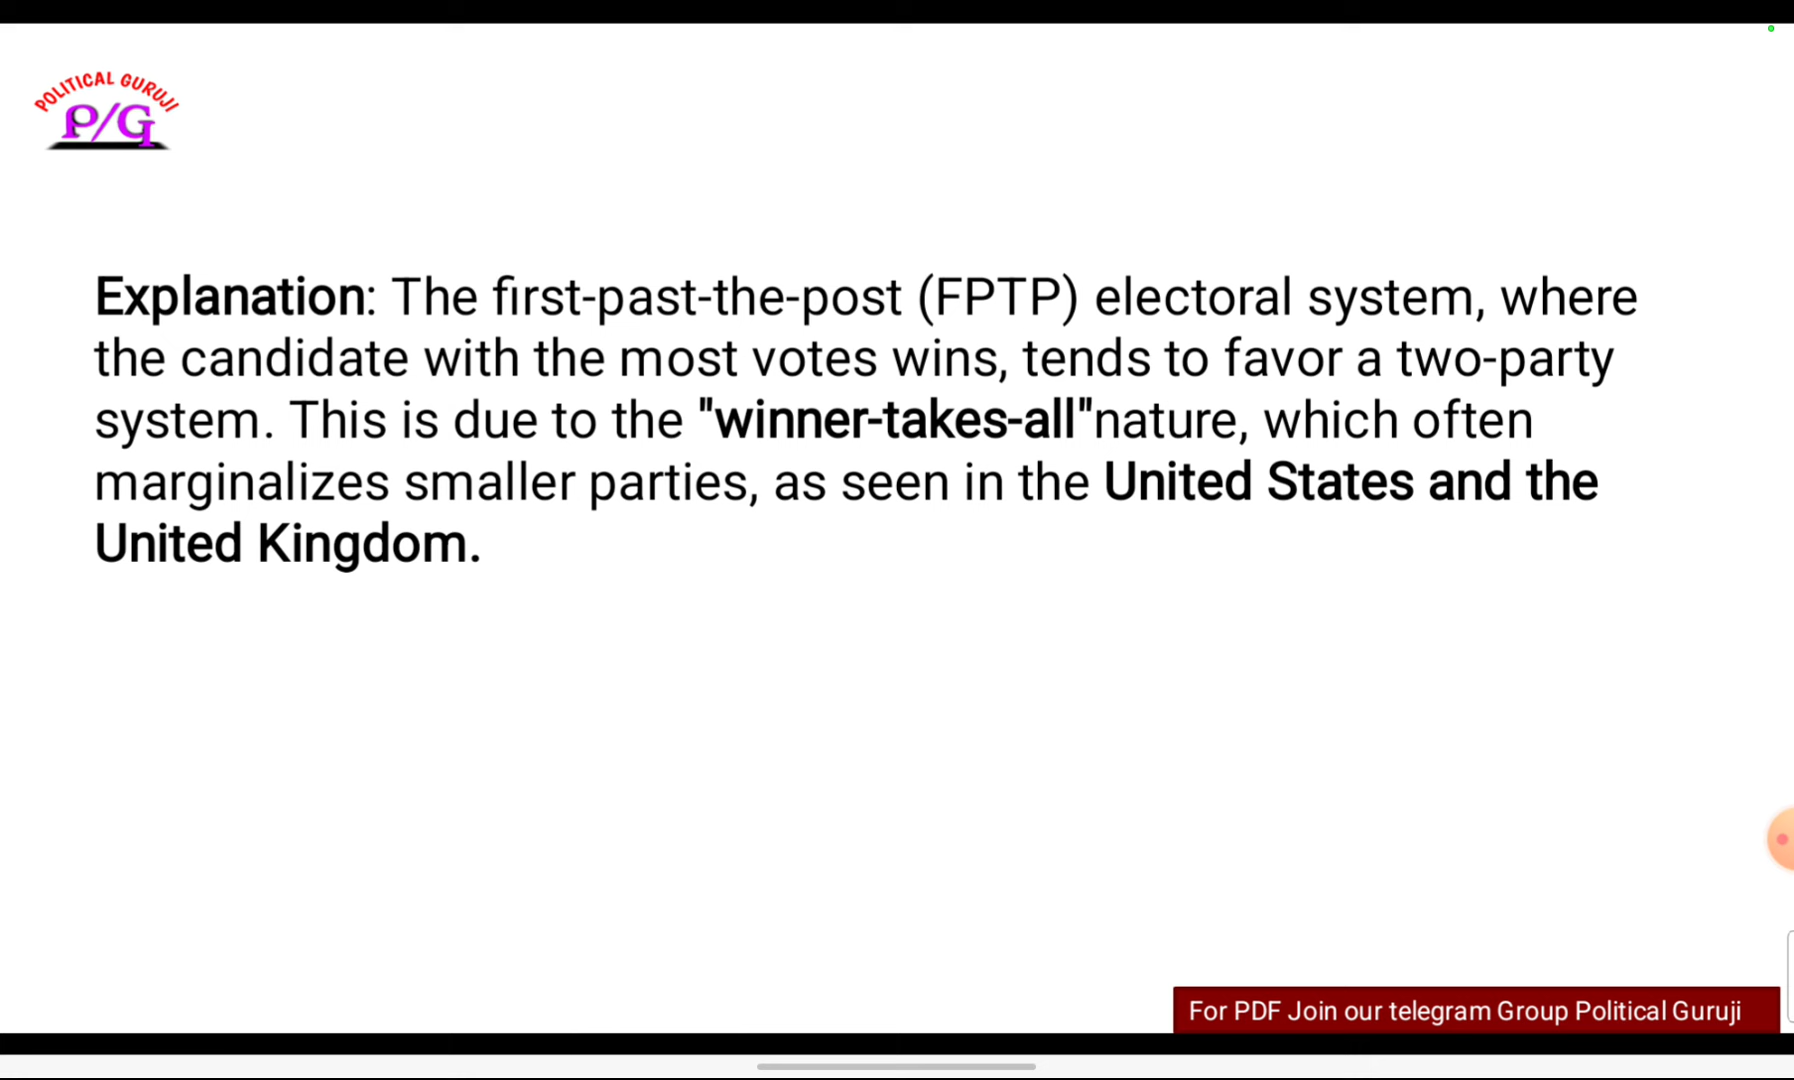 POLITICAL GURUJI
P/G
Explanation: The first-past-the-post (FPTP) electoral system, where
the candidate with the most votes wins, tends to favor a two-party
system. This is due to the "winner-takes-all"nature, which often
marginalizes smaller parties, as seen in the United States and the
United Kingdom.
For PDF Join our telegram Group Political Guruji